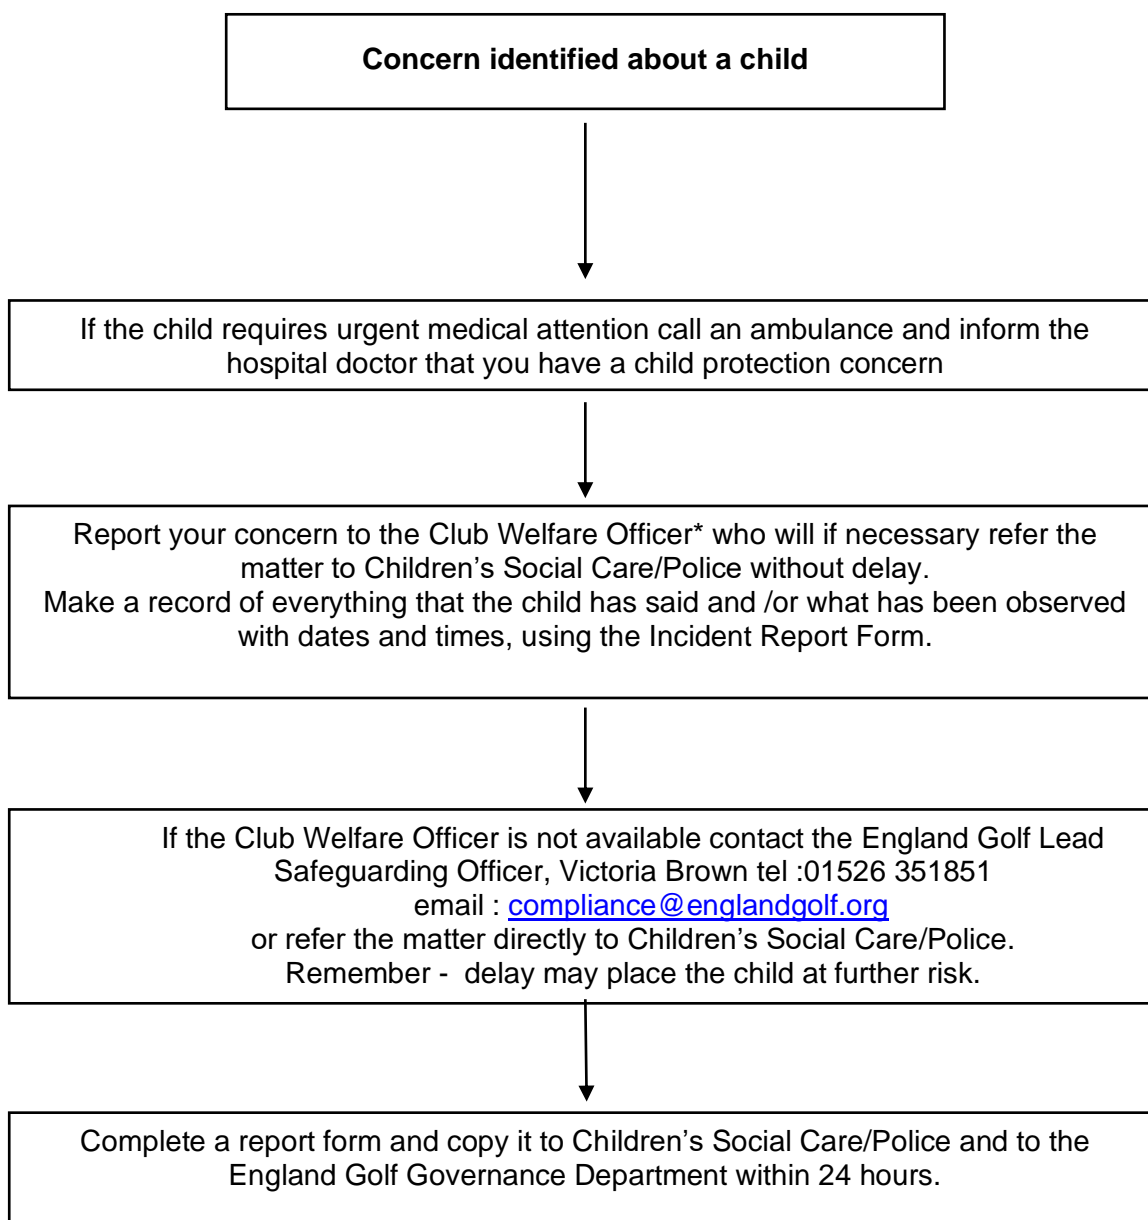 Concern identified about a child
If the child requires urgent medical attention call an ambulance and inform the
hospital doctor that you have a child protection concern
Report your concern to the Club Welfare Officer* who will if necessary refer the
matter to Children’s Social Care/Police without delay.
Make a record of everything that the child has said and /or what has been observed
with dates and times, using the Incident Report Form.
If the Club Welfare Officer is not available contact the England Golf Lead
Safeguarding Officer, Victoria Brown tel :01526 351851
email : compliance@englandgolf.org
or refer the matter directly to Children’s Social Care/Police.
Remember - delay may place the child at further risk.
Complete a report form and copy it to Children’s Social Care/Police and to the
England Golf Governance Department within 24 hours.